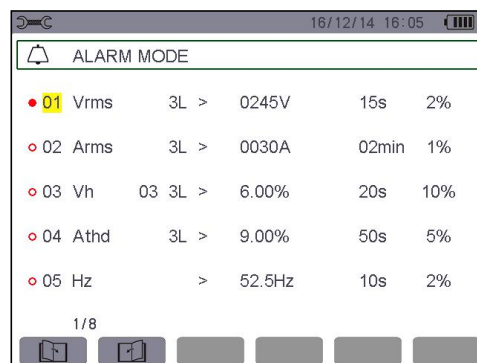 16/12/14 16:05
ALARM MODE
01 Vrms 3L > 0245V 15s 2%
02 Arms 3L > 0030A 02min 1%
03 Vh 03 3L > 6.00% 20s 10%
04 Athd 3L > 9.00% 50s 5%
05 Hz > 52.5Hz 10s 2%
1/8